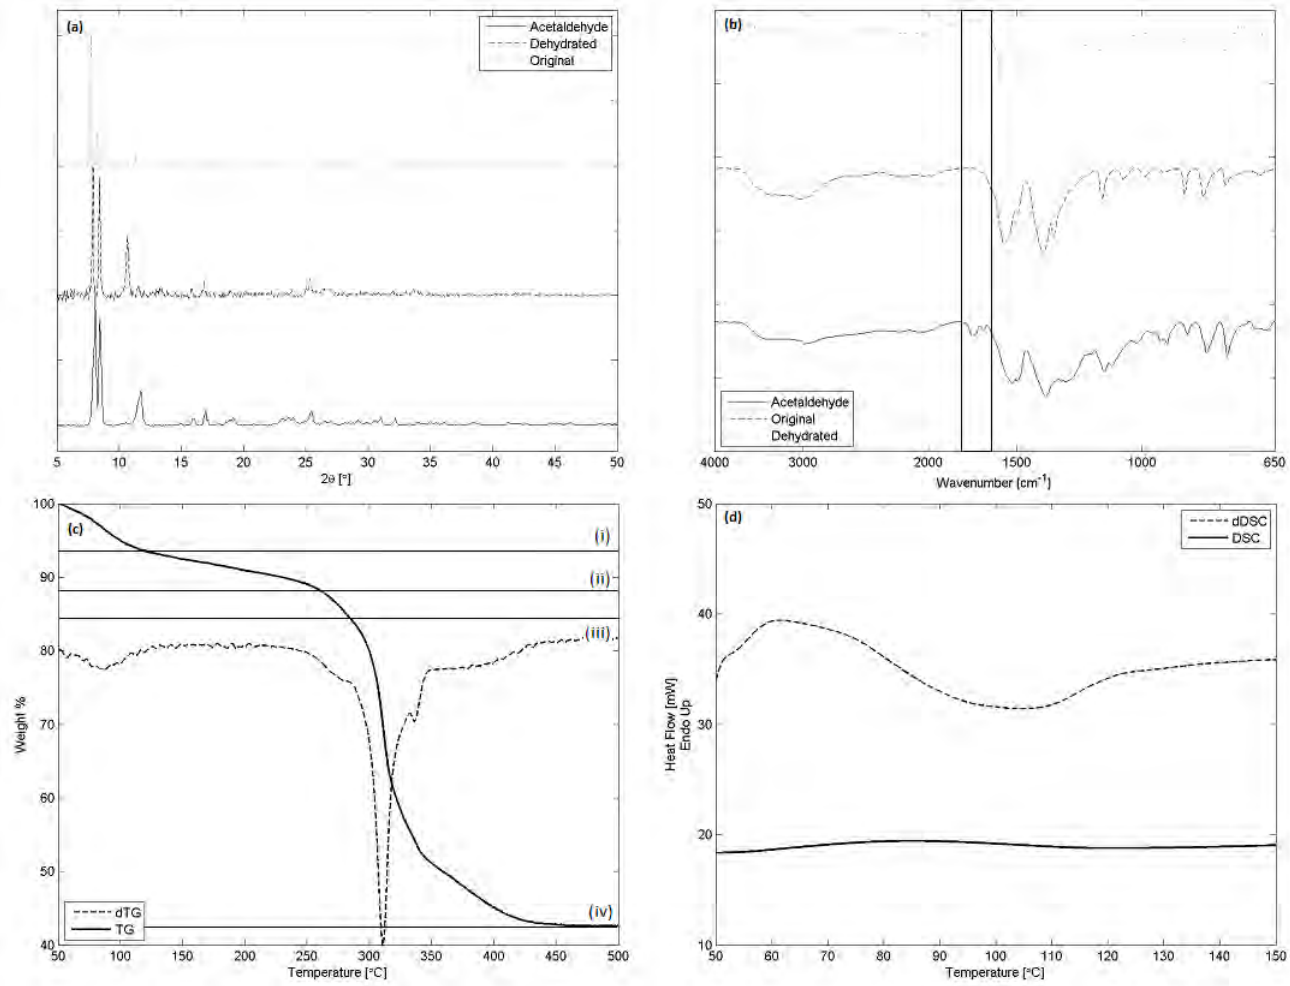 (a)
Acetaldehyde
Dehydrated
Original
5 10 15 20 25 30 35 40 45 50
2θ [°]
(b)
Acetaldehyde
Original
Dehydrated
4000 3000 2000 1500 1000 650
Wavenumber [cm⁻¹]
(c)
(i)
(ii)
(iii)
(iv)
100
90
80
70
60
50
40
Weight %
dTG
TG
50 100 150 200 250 300 350 400 450 500
Temperature [°C]
(d)
dDSC
DSC
50
40
30
20
10
Heat Flow [mW]
Endo Up
50 60 70 80 90 100 110 120 130 140 150
Temperature [°C]